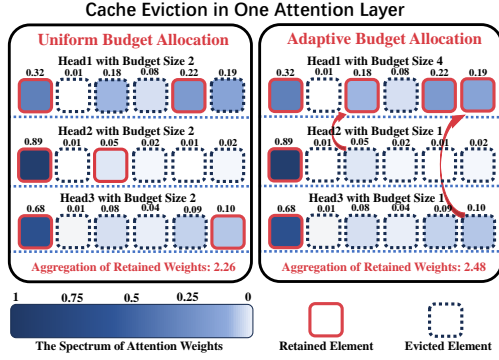 Cache Eviction in One Attention Layer
Uniform Budget Allocation
Head1 with Budget Size 2
0.32 0.01 0.18 0.08 0.22 0.19
Head2 with Budget Size 2
0.89 0.01 0.05 0.02 0.01 0.02
Head3 with Budget Size 2
0.68 0.01 0.08 0.04 0.09 0.10
Aggregation of Retained Weights: 2.26
Adaptive Budget Allocation
Head1 with Budget Size 4
0.32 0.01 0.18 0.08 0.22 0.19
Head2 with Budget Size 1
0.89 0.01 0.05 0.02 0.01 0.02
Head3 with Budget Size 1
0.68 0.01 0.08 0.04 0.09 0.10
Aggregation of Retained Weights: 2.48
1 0.75 0.5 0.25 0
The Spectrum of Attention Weights
Retained Element
Evicted Element